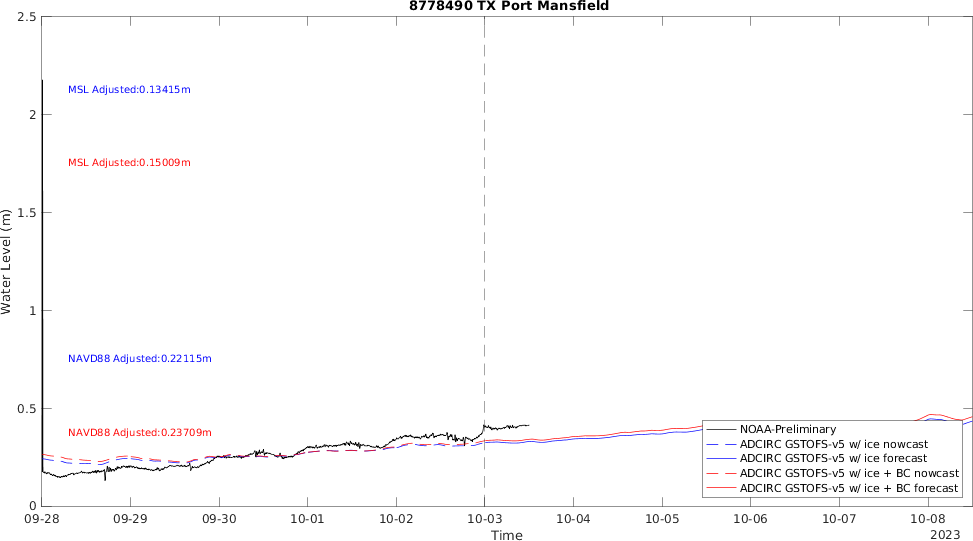 8778490 TX Port Mansfield
2.5
2
1.5
1
0.5
0
Water Level (m)
MSL Adjusted:0.13415m
MSL Adjusted:0.15009m
NAVD88 Adjusted:0.22115m
NAVD88 Adjusted:0.23709m
NOAA-Preliminary
ADCIRC GSTOFS-v5 w/ ice nowcast
ADCIRC GSTOFS-v5 w/ ice forecast
ADCIRC GSTOFS-v5 w/ ice + BC nowcast
ADCIRC GSTOFS-v5 w/ ice + BC forecast
09-28 09-29 09-30 10-01 10-02 10-03 10-04 10-05 10-06 10-07 10-08
Time
2023